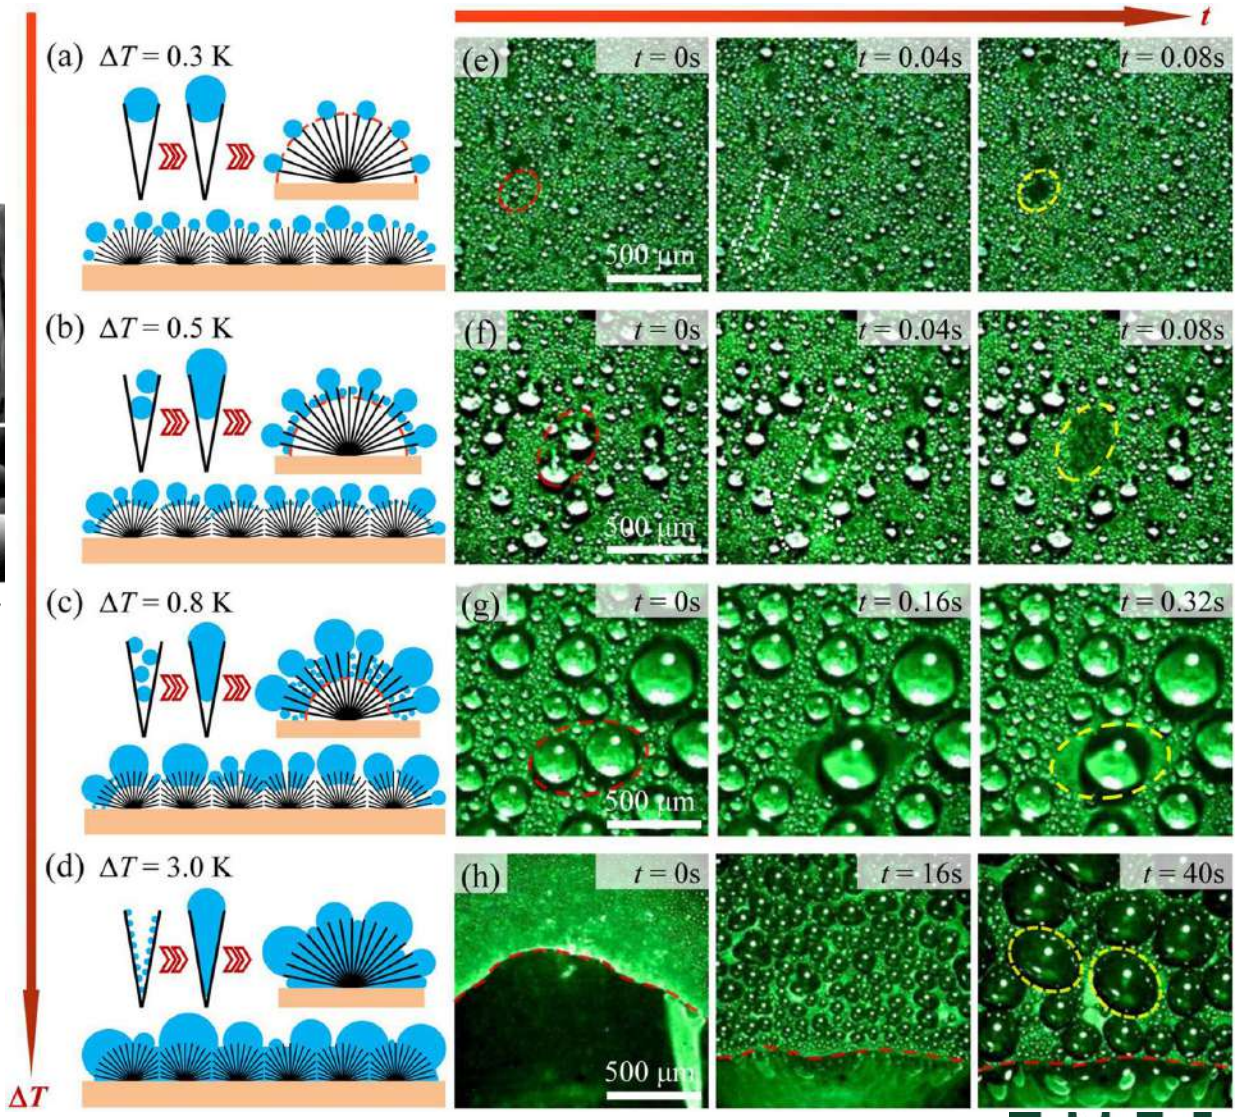 t
(a) ΔT = 0.3 K
(e) t = 0s
t = 0.04s
t = 0.08s
500 μm
(b) ΔT = 0.5 K
(f) t = 0s
t = 0.04s
t = 0.08s
500 μm
(c) ΔT = 0.8 K
(g) t = 0s
t = 0.16s
t = 0.32s
500 μm
(d) ΔT = 3.0 K
(h) t = 0s
t = 16s
t = 40s
500 μm
ΔT